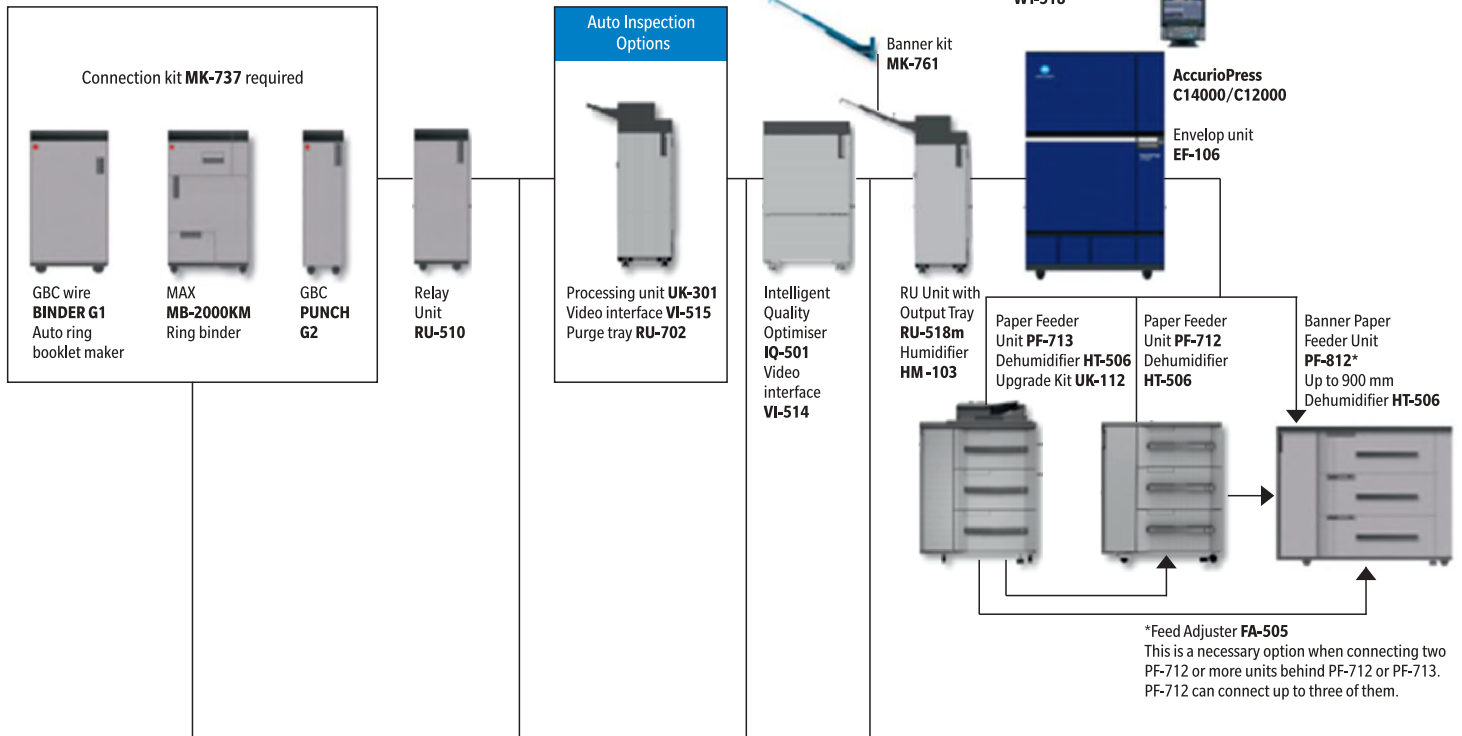 WT-518
Auto Inspection
Options
Banner kit
MK-761
Connection kit MK-737 required
AccurioPress
C14000/C12000
Envelop unit
EF-106
GBC wire
BINDER G1
Auto ring
booklet maker
MAX
MB-2000KM
Ring binder
GBC
PUNCH
G2
Relay
Unit
RU-510
Processing unit UK-301
Video interface VI-515
Purge tray RU-702
Intelligent
Quality
Optimiser
IQ-501
Video
interface
VI-514
RU Unit with
Output Tray
RU-518m
Humidifier
HM-103
Paper Feeder
Unit PF-713
Dehumidifier HT-506
Upgrade Kit UK-112
Paper Feeder
Unit PF-712
Dehumidifier
HT-506
Banner Paper
Feeder Unit
PF-812*
Up to 900 mm
Dehumidifier HT-506
*Feed Adjuster FA-505
This is a necessary option when connecting two
PF-712 or more units behind PF-712 or PF-713.
PF-712 can connect up to three of them.